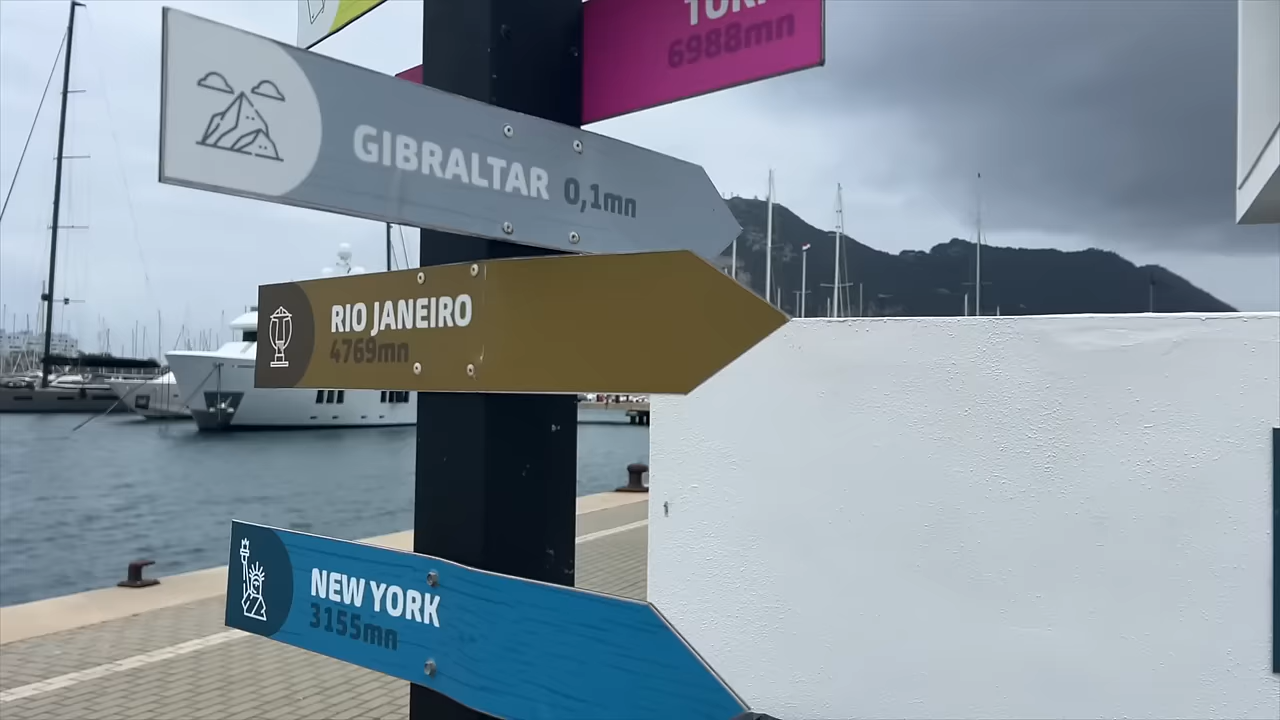 6988mn
GIBRALTAR 0,1mn
RIO JANEIRO
4769mn
NEW YORK
3155mn